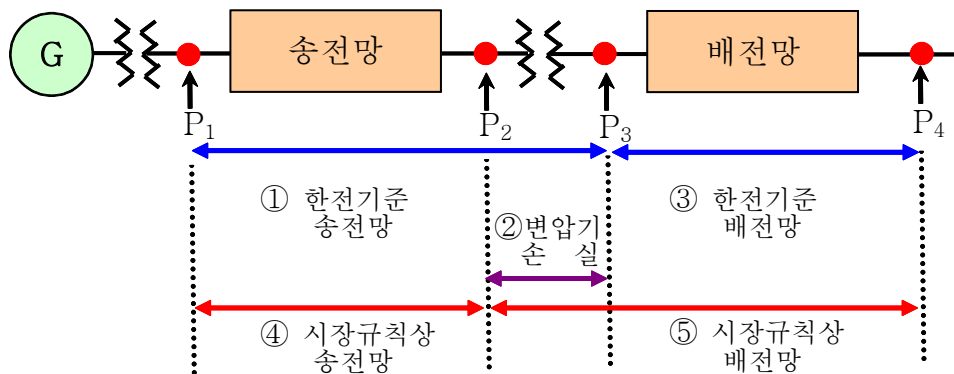 G
송전망
배전망
P₁
P₂
P₃
P₄
① 한전기준
송전망
②변압기
손 실
③ 한전기준
배전망
④ 시장규칙상
송전망
⑤ 시장규칙상
배전망